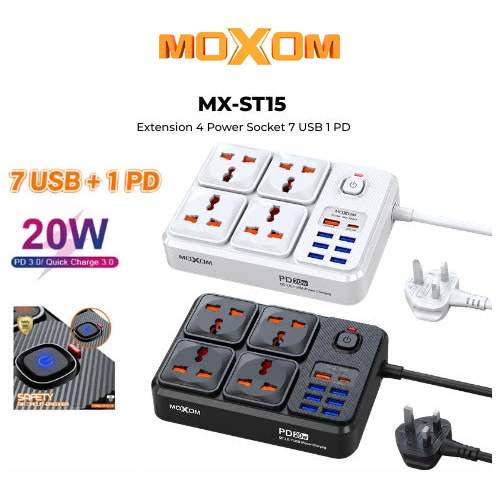 MOXOM
MX-ST15
Extension 4 Power Socket 7 USB 1 PD
7 USB + 1 PD
20W
PD 3.0/ Quick Charge 3.0
MOXOM
MOXOM
PD 20W
SAFETY
MOXOM
PD 20W